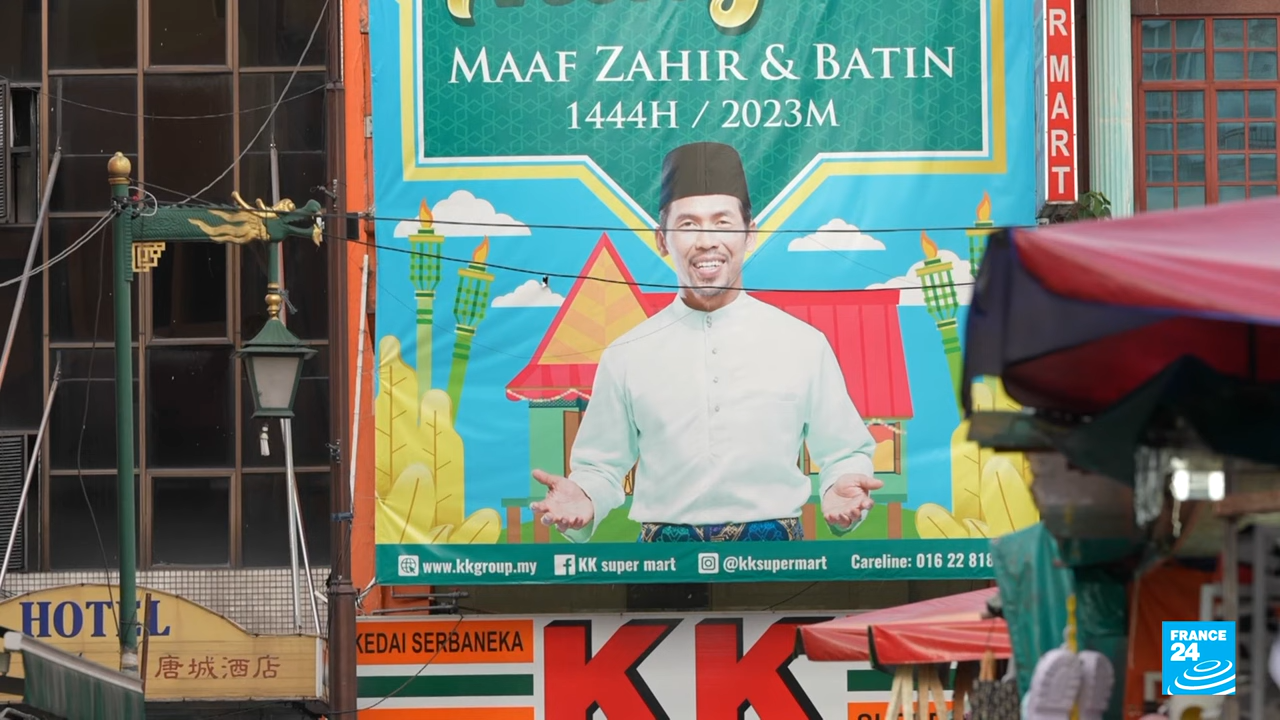 MAAF ZAHIR & BATIN
1444H / 2023M
R MART
www.kkgroup.my
KK super mart
@kksupermart
Careline: 016 22 818
HOTEL
唐城酒店
KEDAI SERBANEKA
KK
FRANCE
24